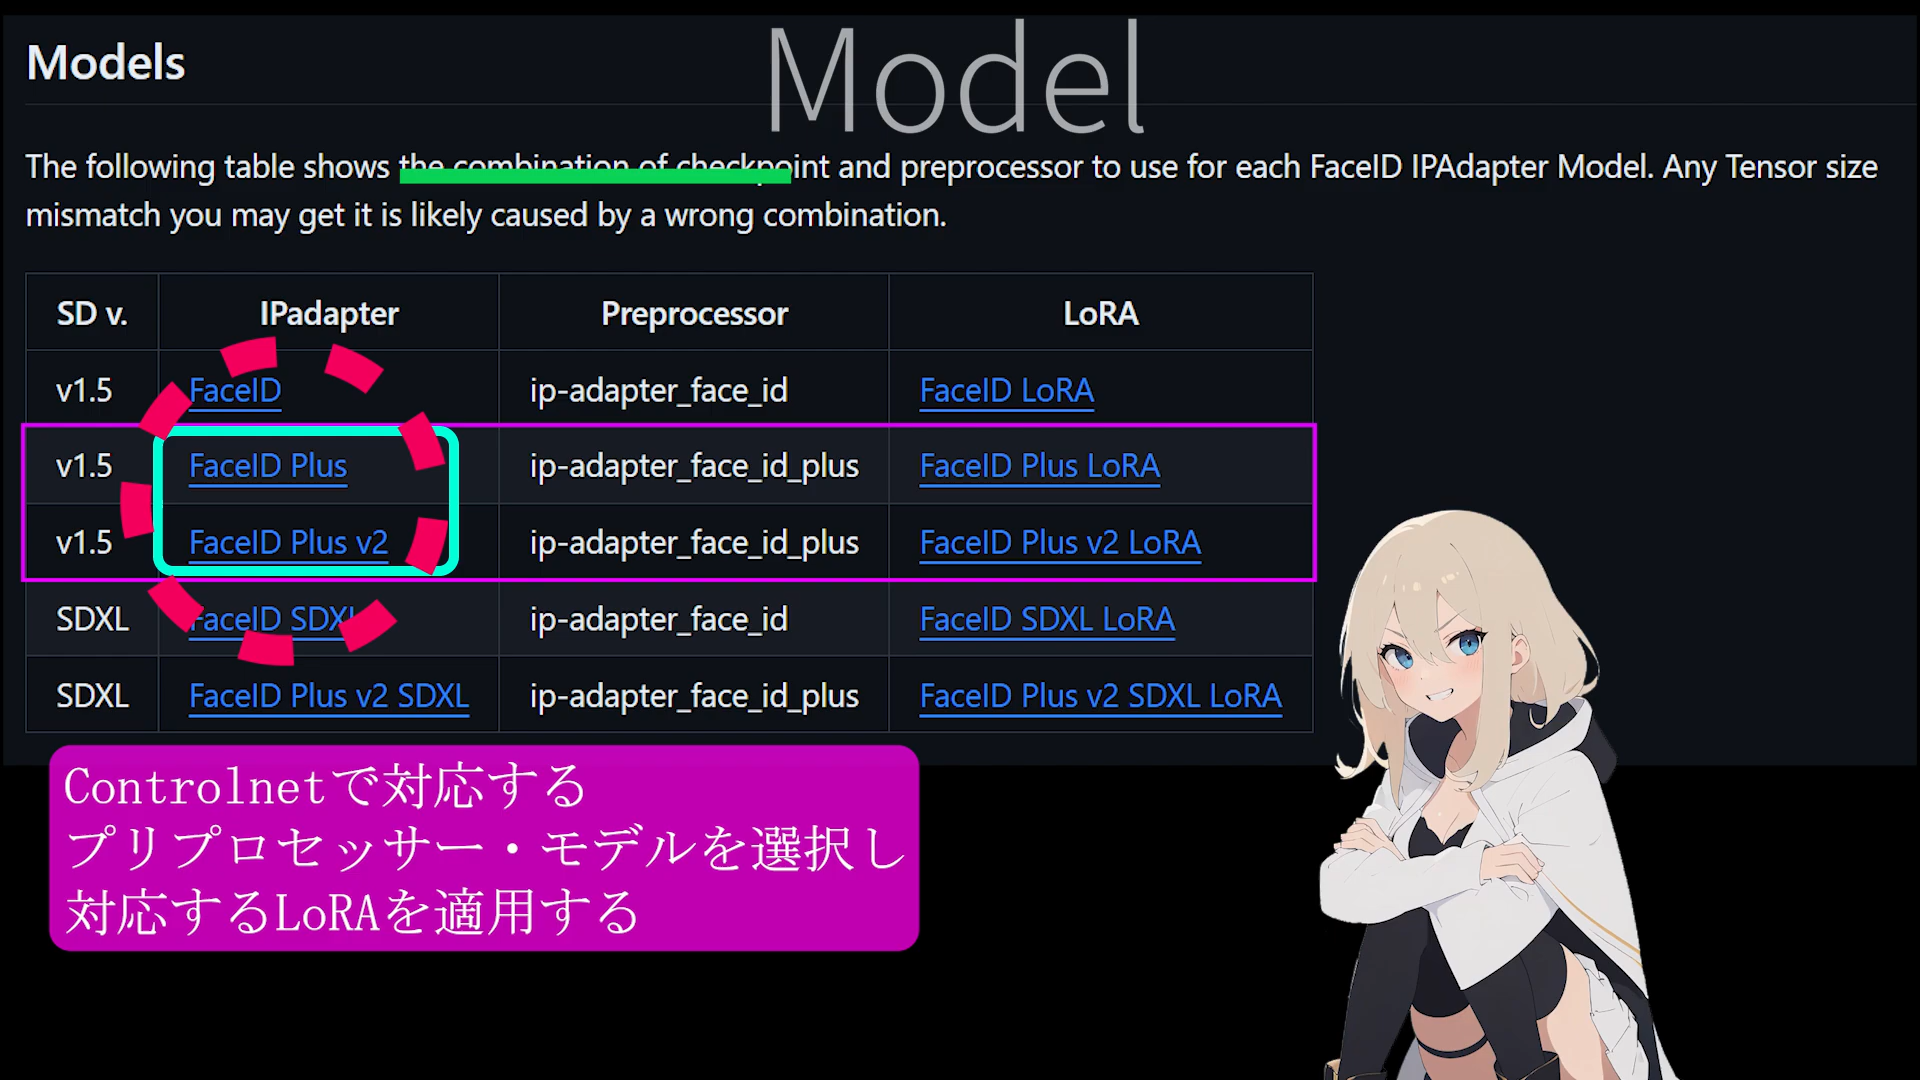 Model
Models
The following table shows the combination of checkpoint and preprocessor to use for each FaceID IPAdapter Model. Any Tensor size
mismatch you may get it is likely caused by a wrong combination.
SD v. IPadapter Preprocessor LoRA
v1.5 FaceID ip-adapter_face_id FaceID LoRA
v1.5 FaceID Plus ip-adapter_face_id_plus FaceID Plus LoRA
v1.5 FaceID Plus v2 ip-adapter_face_id_plus FaceID Plus v2 LoRA
SDXL FaceID SDXL ip-adapter_face_id FaceID SDXL LoRA
SDXL FaceID Plus v2 SDXL ip-adapter_face_id_plus FaceID Plus v2 SDXL LoRA
Controlnetで対応する
プリプロセッサー・モデルを選択し
対応するLoRAを適用する